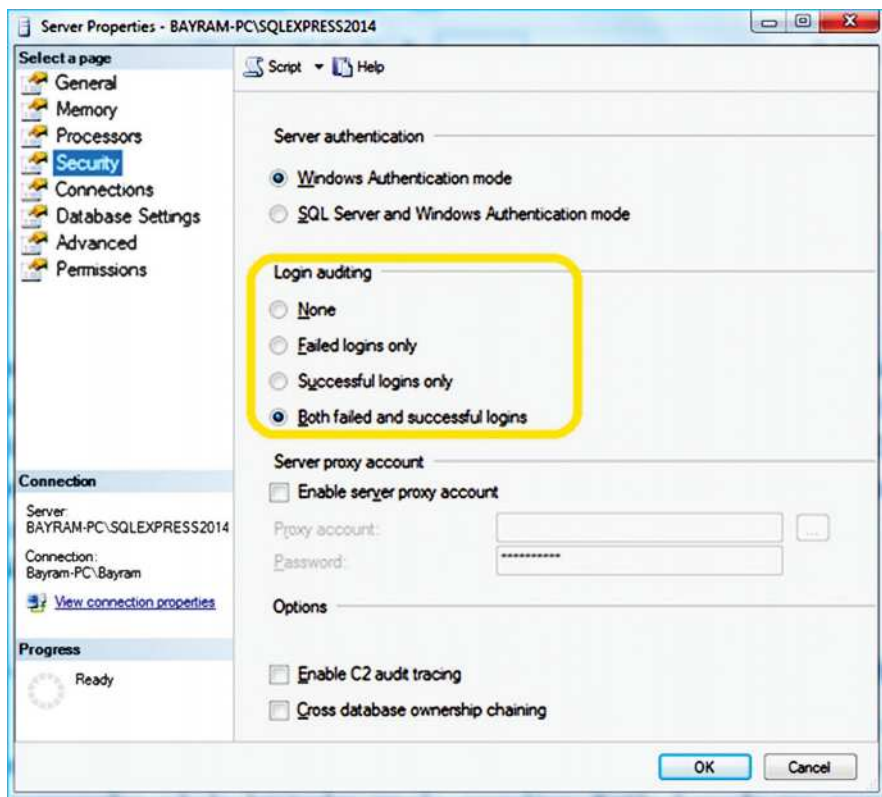 Server Properties - BAYRAM-PC\SQLEXPRESS2014
Select a page
General
Memory
Processors
Security
Connections
Database Settings
Advanced
Permissions
Connection
Server:
BAYRAM-PC\SQLEXPRESS2014
Connection:
Bayram-PC\Bayram
View connection properties
Progress
Ready
Script Help
Server authentication
Windows Authentication mode
SQL Server and Windows Authentication mode
Login auditing
None
Failed logins only
Successful logins only
Both failed and successful logins
Server proxy account
Enable server proxy account
Proxy account:
...
Password: **********
Options
Enable C2 audit tracing
Cross database ownership chaining
OK Cancel